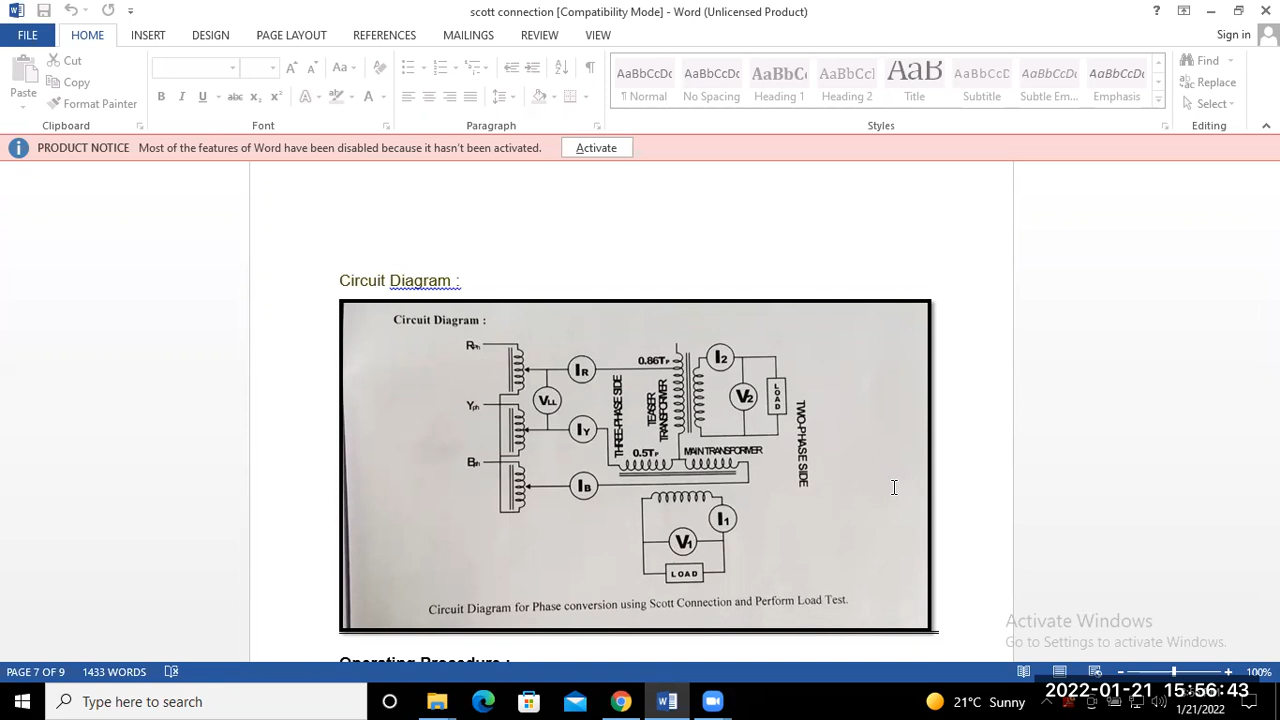 scott connection [Compatibility Mode] - Word (Unlicensed Product)
FILE HOME INSERT DESIGN PAGE LAYOUT REFERENCES MAILINGS REVIEW VIEW Sign in
Paste
Cut
Copy
Format Painter
Clipboard
B I U abc x₂ x² A A
Aa
Font
Paragraph
AaBbCcDc AaBbCcDc AaBbCc AaBbCcI AaB AaBbCcD AaBbCcDc AaBbCcDc
¶ Normal No Spacing Heading 1 Heading 2 Title Subtitle Subtle Em... Emphasis
Styles
Find
Replace
Select
Editing
PRODUCT NOTICE Most of the features of Word have been disabled because it hasn't been activated. Activate
Circuit Diagram :
Circuit Diagram :
Rph
Yph
Bph
VLL
IR
IY
IB
0.86TP
THREE-PHASE SIDE
TEASER
TRANSFORMER
0.5TP
MAIN TRANSFORMER
I2
V2
LOAD
TWO-PHASE SIDE
I1
V1
LOAD
Circuit Diagram for Phase conversion using Scott Connection and Perform Load Test.
Operating Procedure :
Activate Windows
Go to Settings to activate Windows.
PAGE 7 OF 9 1433 WORDS 100%
Type here to search
21°C Sunny
2022-01-21 15:56:43
1/21/2022